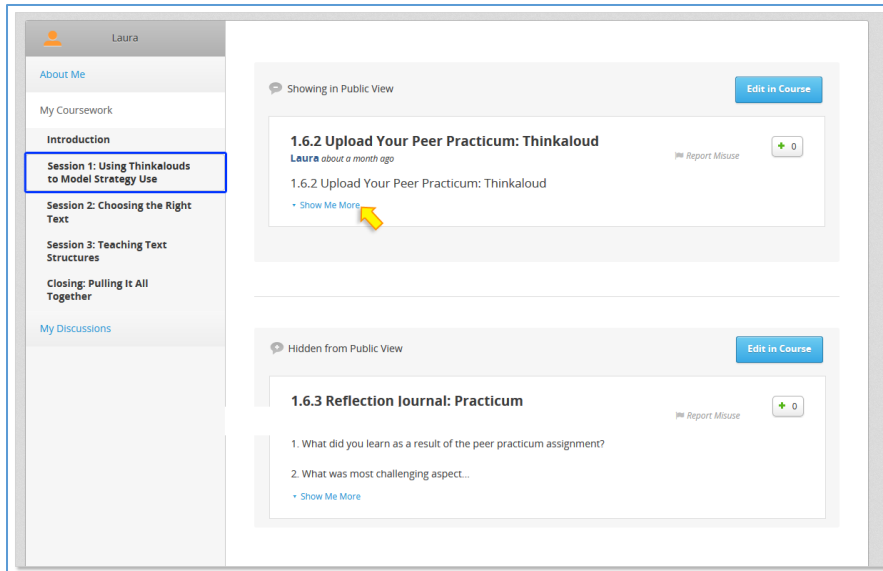 Laura
About Me
My Coursework
Introduction
Session 1: Using Thinkalouds
to Model Strategy Use
Session 2: Choosing the Right
Text
Session 3: Teaching Text
Structures
Closing: Pulling It All
Together
My Discussions
Showing in Public View
Edit in Course
1.6.2 Upload Your Peer Practicum: Thinkaloud
Laura about a month ago
Report Misuse
+ 0
1.6.2 Upload Your Peer Practicum: Thinkaloud
Show Me More
Hidden from Public View
Edit in Course
1.6.3 Reflection Journal: Practicum
Report Misuse
+ 0
1. What did you learn as a result of the peer practicum assignment?
2. What was most challenging aspect...
Show Me More